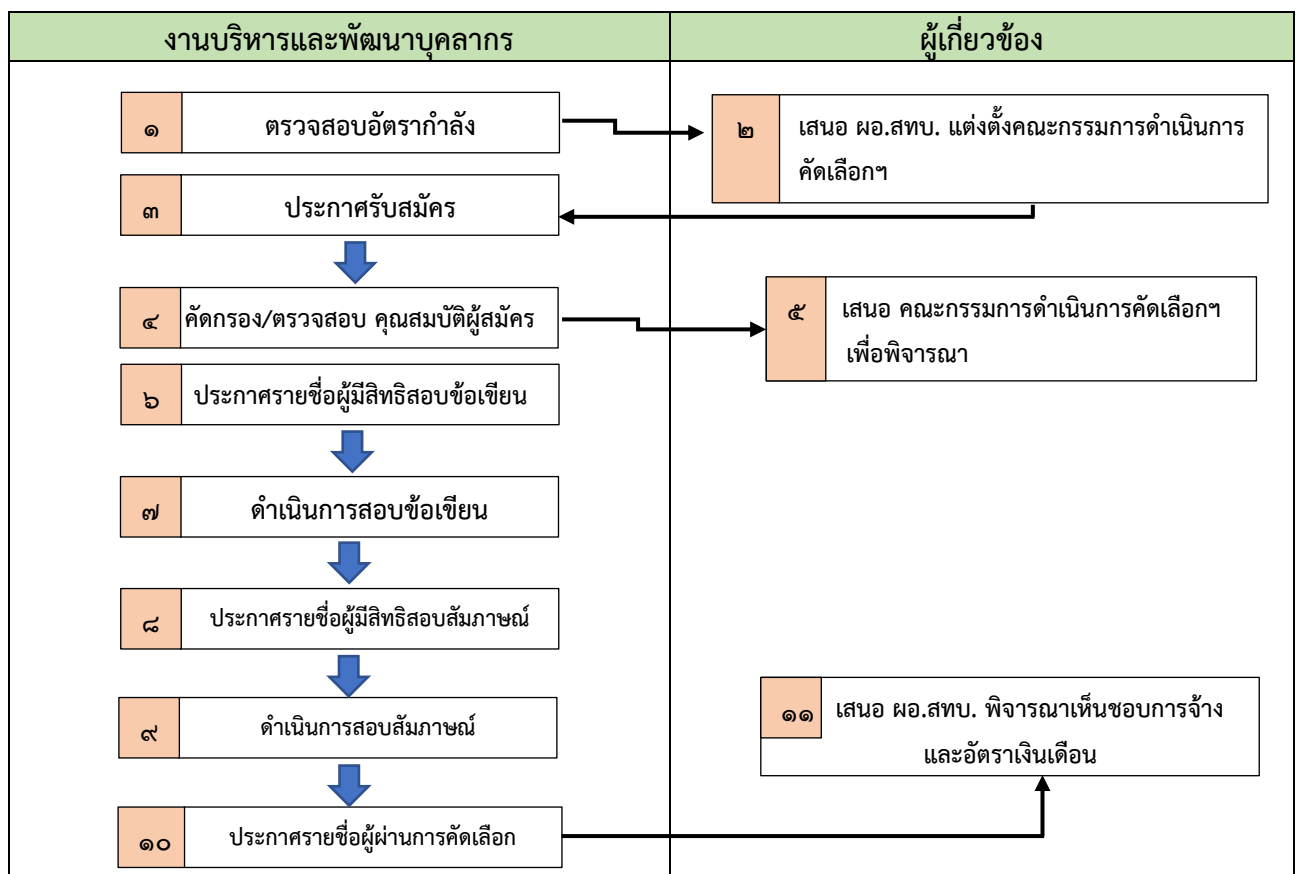 งานบริหารและพัฒนาบุคลากร
ผู้เกี่ยวข้อง
๑ ตรวจสอบอัตรากำลัง
๒ เสนอ ผอ.สทบ. แต่งตั้งคณะกรรมการดำเนินการ
คัดเลือกฯ
๓ ประกาศรับสมัคร
๔ คัดกรอง/ตรวจสอบ คุณสมบัติผู้สมัคร
๕ เสนอ คณะกรรมการดำเนินการคัดเลือกฯ
เพื่อพิจารณา
๖ ประกาศรายชื่อผู้มีสิทธิสอบข้อเขียน
๗ ดำเนินการสอบข้อเขียน
๘ ประกาศรายชื่อผู้มีสิทธิสอบสัมภาษณ์
๙ ดำเนินการสอบสัมภาษณ์
๑๐ ประกาศรายชื่อผู้ผ่านการคัดเลือก
๑๑ เสนอ ผอ.สทบ. พิจารณาเห็นชอบการจ้าง
และอัตราเงินเดือน